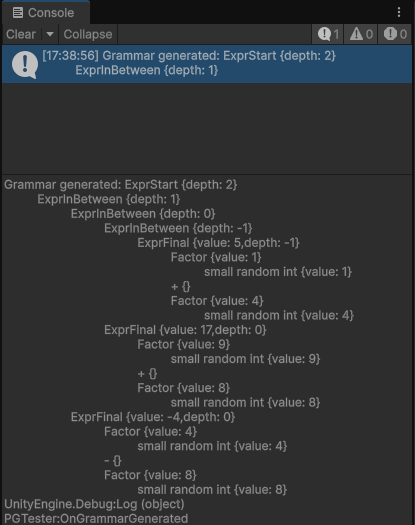 Console
Clear Collapse 1 0 0
[17:38:56] Grammar generated: ExprStart {depth: 2}
ExprInBetween {depth: 1}
Grammar generated: ExprStart {depth: 2}
ExprInBetween {depth: 1}
ExprInBetween {depth: 0}
ExprInBetween {depth: -1}
ExprFinal {value: 5,depth: -1}
Factor {value: 1}
small random int {value: 1}
+ {}
Factor {value: 4}
small random int {value: 4}
ExprFinal {value: 17,depth: 0}
Factor {value: 9}
small random int {value: 9}
+ {}
Factor {value: 8}
small random int {value: 8}
ExprFinal {value: -4,depth: 0}
Factor {value: 4}
small random int {value: 4}
- {}
Factor {value: 8}
small random int {value: 8}
UnityEngine.Debug:Log (object)
PGTester:OnGrammarGenerated